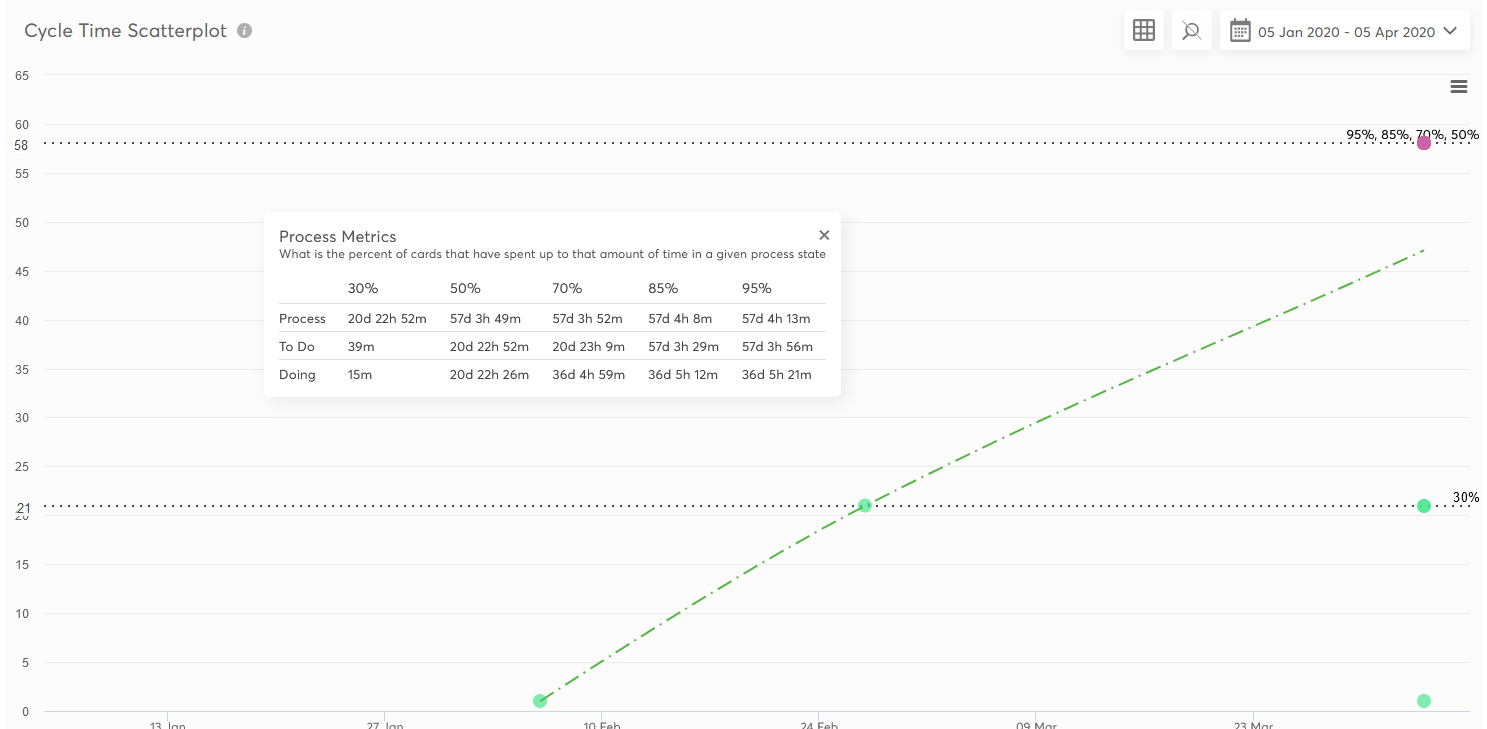 Cycle Time Scatterplot
05 Jan 2020 - 05 Apr 2020
65
60
95%, 85%, 70%, 50%
58
55
50
Process Metrics
What is the percent of cards that have spent up to that amount of time in a given process state
30% 50% 70% 85% 95%
Process 20d 22h 52m 57d 3h 49m 57d 3h 52m 57d 4h 8m 57d 4h 13m
To Do 39m 20d 22h 52m 20d 23h 9m 57d 3h 29m 57d 3h 56m
Doing 15m 20d 22h 26m 36d 4h 59m 36d 5h 12m 36d 5h 21m
45
40
35
30
25
30%
21
20
15
10
5
0
13 Jan 27 Jan 10 Feb 24 Feb 09 Mar 23 Mar